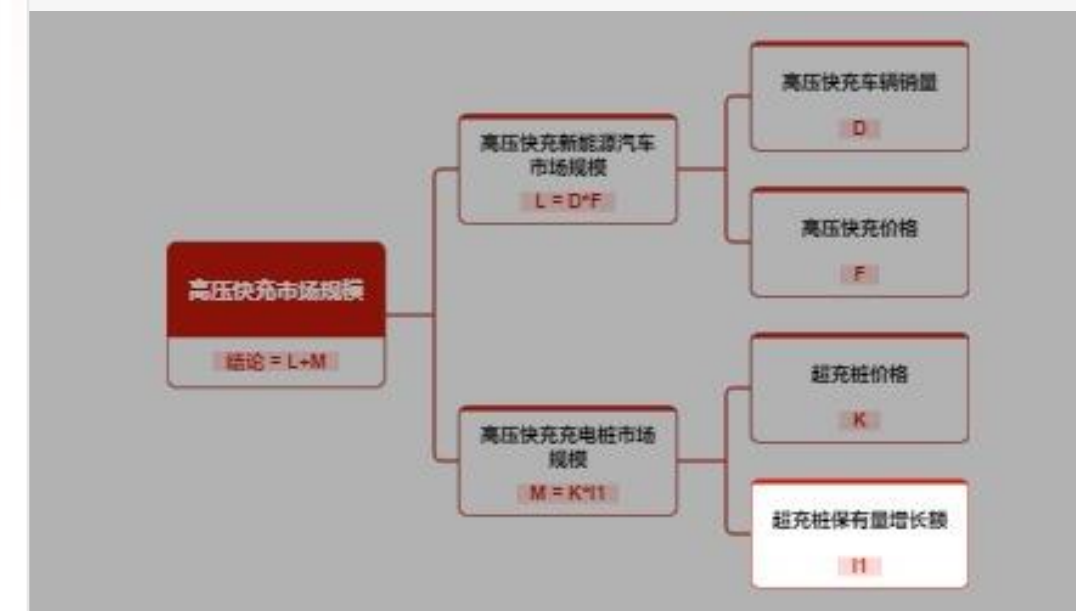 高压快充车辆销量
D
高压快充新能源汽车
市场规模
L = D*F
高压快充价格
F
高压快充市场规模
结论 = L+M
超充桩价格
K
高压快充充电桩市场
规模
M = K*I1
超充桩保有量增长额
I1